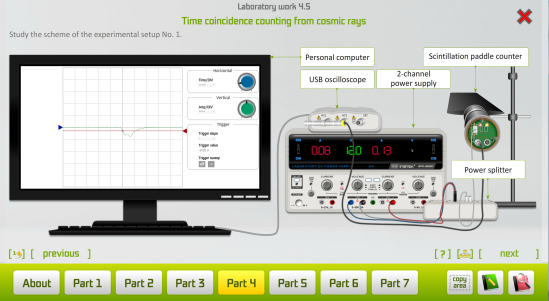 Laboratory work 4.5
Time coincidence counting from cosmic rays
Study the scheme of the experimental setup No. 1.
Personal computer
Scintillation paddle counter
USB oscilloscope
2-channel
power supply
Power splitter
Horizontal
Time/DIV
Vertical
Amp/DIV
Trigger
Trigger slope
Trigger value
Trigger sweep
0.08 12.0 0.13
[ previous ]
[ ? ]
[ next ]
About
Part 1
Part 2
Part 3
Part 4
Part 5
Part 6
Part 7
copy
area